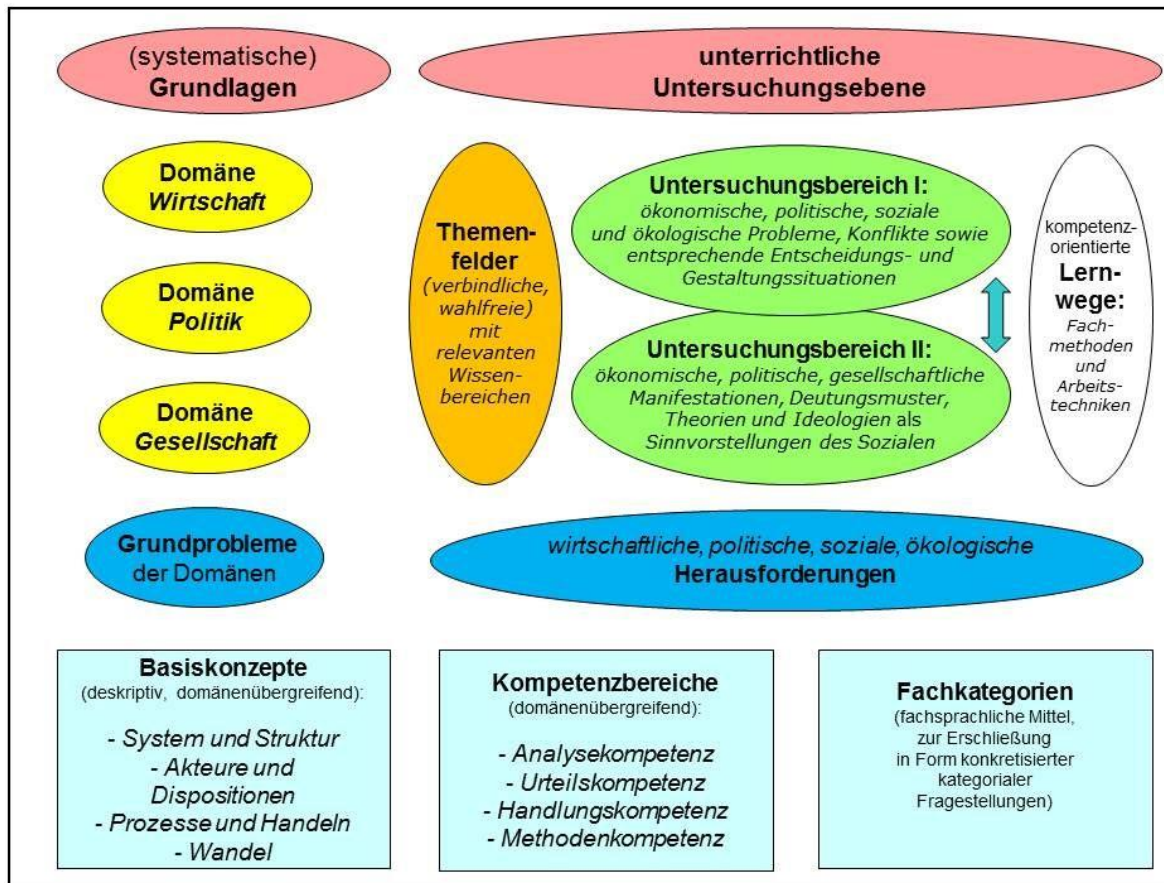 (systematische)
Grundlagen
unterrichtliche
Untersuchungsebene
Domäne
Wirtschaft
Domäne
Politik
Domäne
Gesellschaft
Themen-
felder
(verbindliche,
wahlfreie)
mit
relevanten
Wissen-
bereichen
Untersuchungsbereich I:
ökonomische, politische, soziale
und ökologische Probleme, Konflikte sowie
entsprechende Entscheidungs- und
Gestaltungssituationen
Untersuchungsbereich II:
ökonomische, politische, gesellschaftliche
Manifestationen, Deutungsmuster,
Theorien und Ideologien als
Sinnvorstellungen des Sozialen
kompetenz-
orientierte
Lern-
wege:
Fach-
methoden
und
Arbeits-
techniken
Grundprobleme
der Domänen
wirtschaftliche, politische, soziale, ökologische
Herausforderungen
Basiskonzepte
(deskriptiv, domänenübergreifend):
- System und Struktur
- Akteure und
Dispositionen
- Prozesse und Handeln
- Wandel
Kompetenzbereiche
(domänenübergreifend):
- Analysekompetenz
- Urteilskompetenz
- Handlungskompetenz
- Methodenkompetenz
Fachkategorien
(fachsprachliche Mittel,
zur Erschließung
in Form konkretisierter
kategorialer
Fragestellungen)